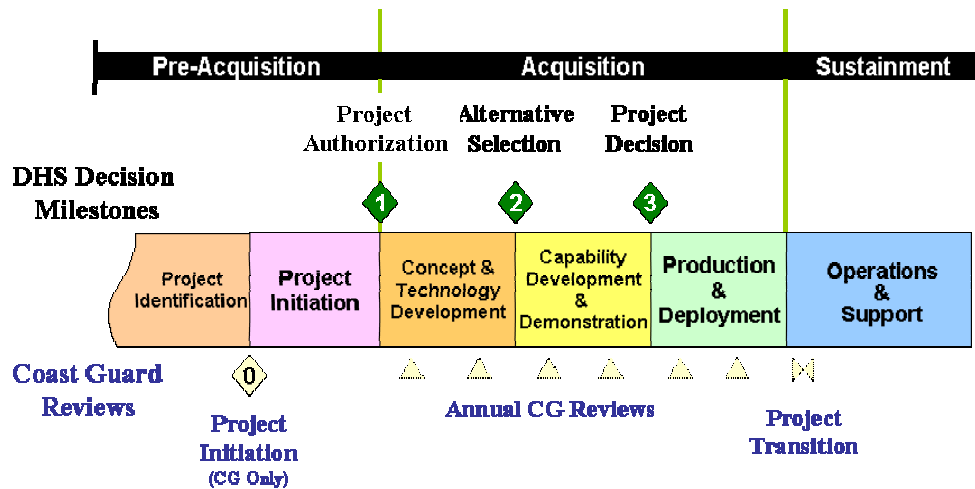 Pre-Acquisition
Acquisition
Sustainment
Project
Authorization
Alternative
Selection
Project
Decision
DHS Decision
Milestones
1
2
3
Project
Identification
Project
Initiation
Concept &
Technology
Development
Capability
Development
&
Demonstration
Production
&
Deployment
Operations
&
Support
Coast Guard
Reviews
0
Project
Initiation
(CG Only)
Annual CG Reviews
Project
Transition